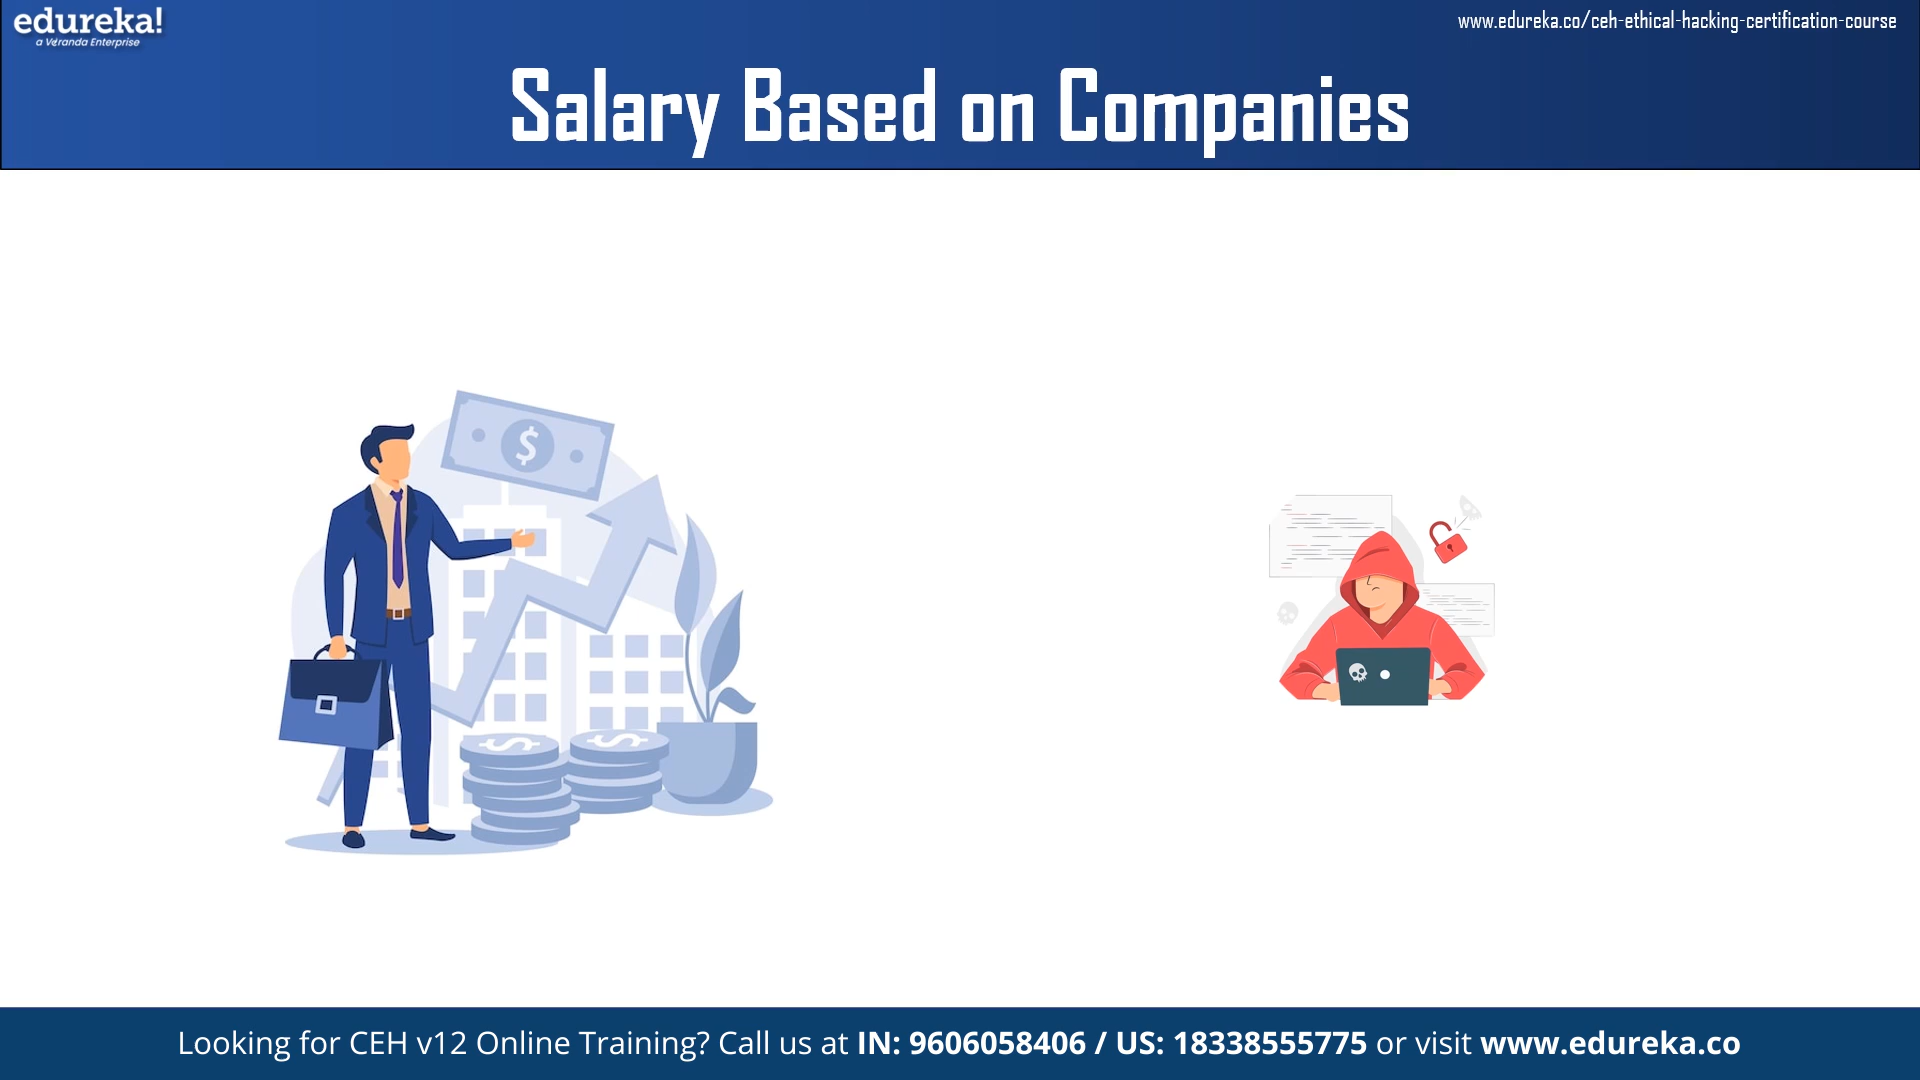 edureka!
a Veranda Enterprise
www.edureka.co/ceh-ethical-hacking-certification-course
Salary Based on Companies
$
Looking for CEH v12 Online Training? Call us at IN: 9606058406 / US: 18338555775 or visit www.edureka.co